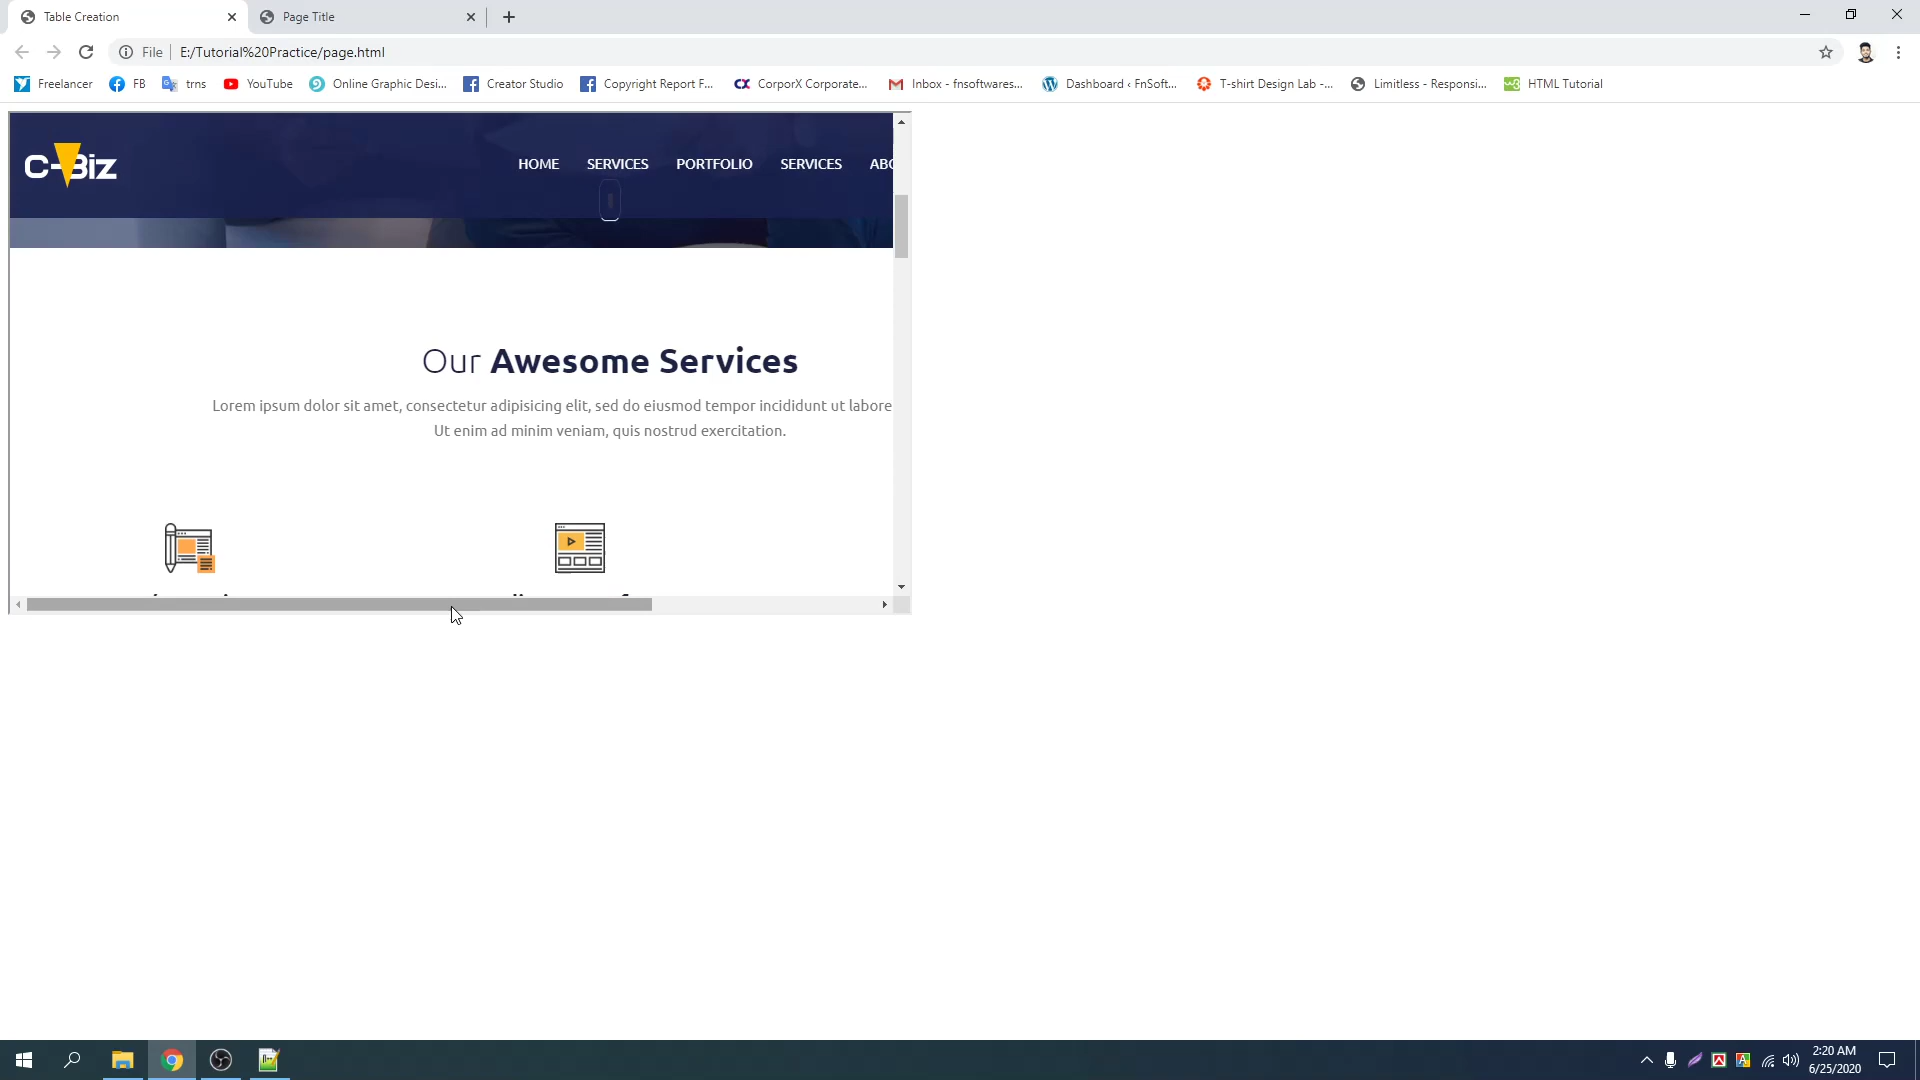 Table Creation
Page Title
File
E:/Tutorial%20Practice/page.html
Freelancer
FB
trns
YouTube
Online Graphic Desi...
Creator Studio
Copyright Report F...
CorporX Corporate...
Inbox - fnsoftwares...
Dashboard ‹ FnSoft...
T-shirt Design Lab -...
Limitless - Responsi...
HTML Tutorial
C-Biz
HOME
SERVICES
PORTFOLIO
SERVICES
ABO
Our Awesome Services
Lorem ipsum dolor sit amet, consectetur adipisicing elit, sed do eiusmod tempor incididunt ut labore
Ut enim ad minim veniam, quis nostrud exercitation.
2:20 AM
6/25/2020